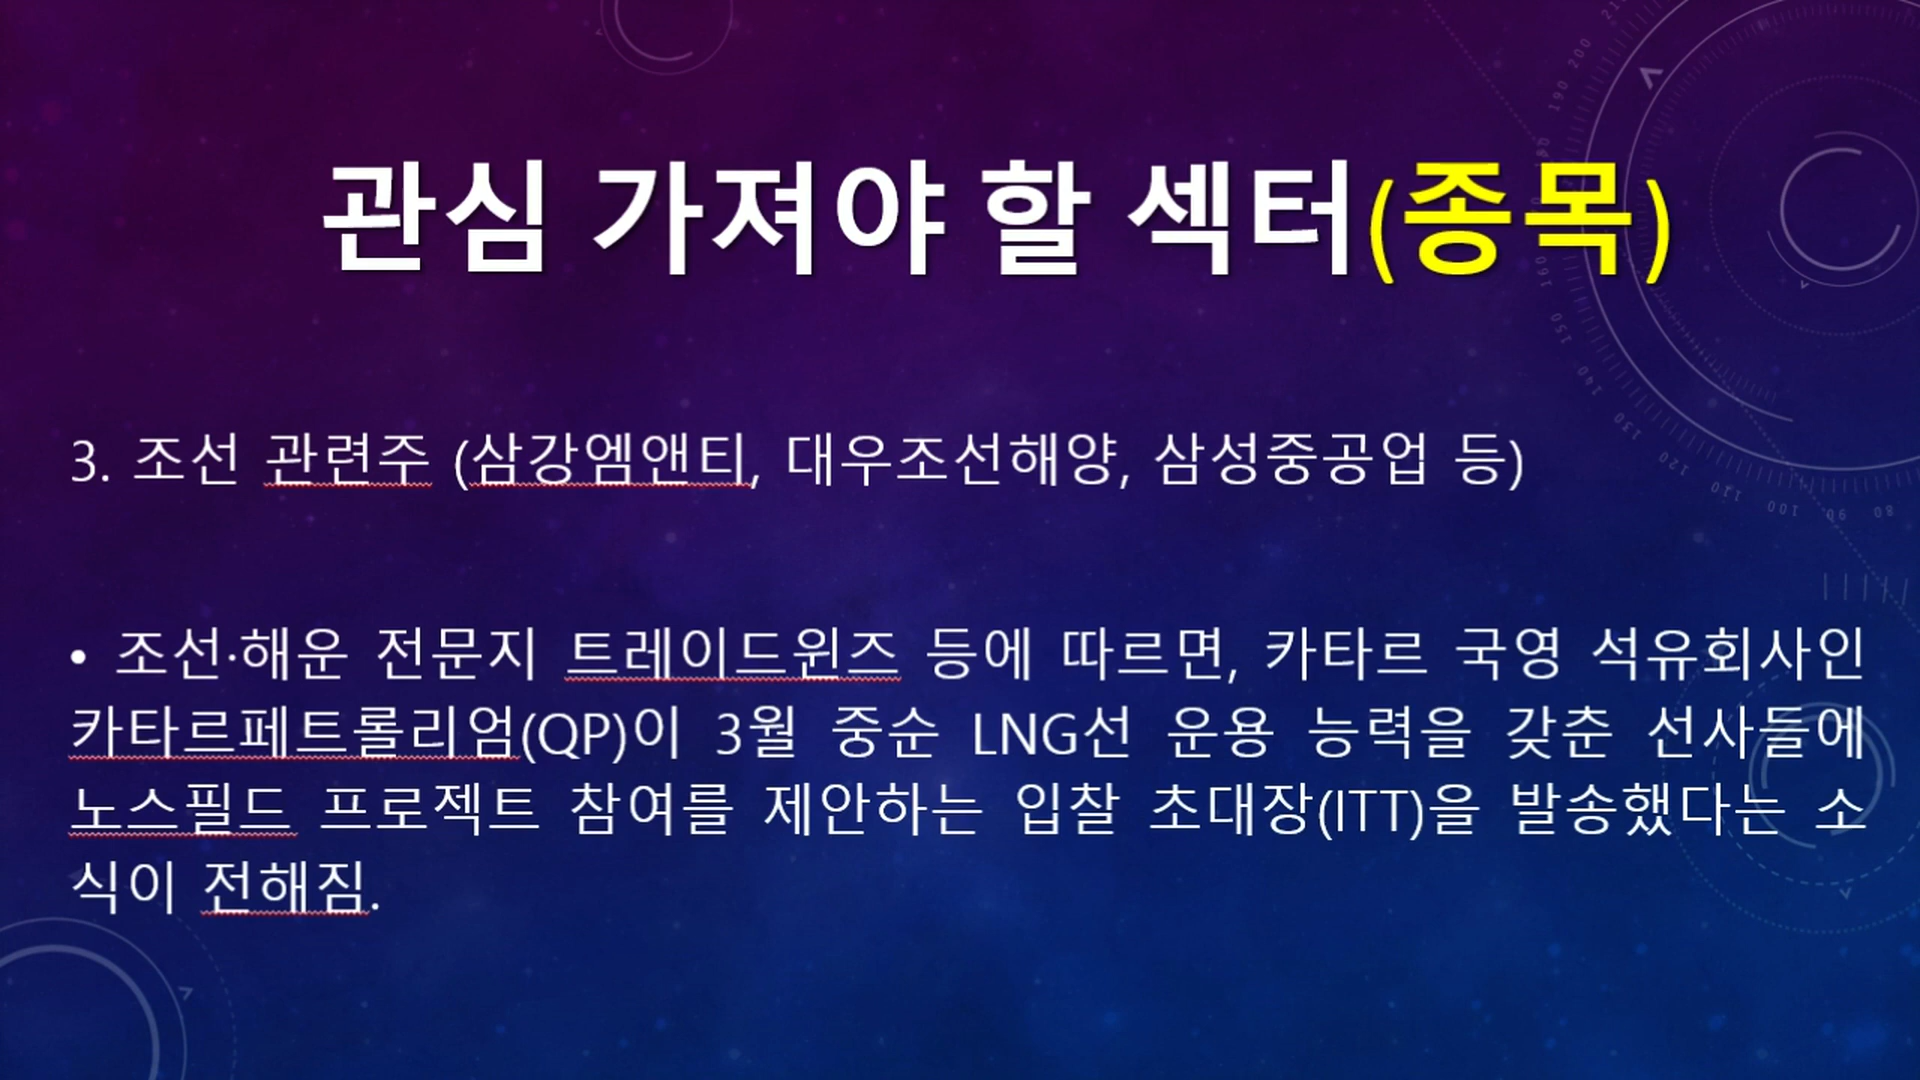 관심 가져야 할 섹터(종목)
3. 조선 관련주 (삼강엠앤티, 대우조선해양, 삼성중공업 등)
• 조선·해운 전문지 트레이드윈즈 등에 따르면, 카타르 국영 석유회사인
카타르페트롤리엄(QP)이 3월 중순 LNG선 운용 능력을 갖춘 선사들에
노스필드 프로젝트 참여를 제안하는 입찰 초대장(ITT)을 발송했다는 소
식이 전해짐.